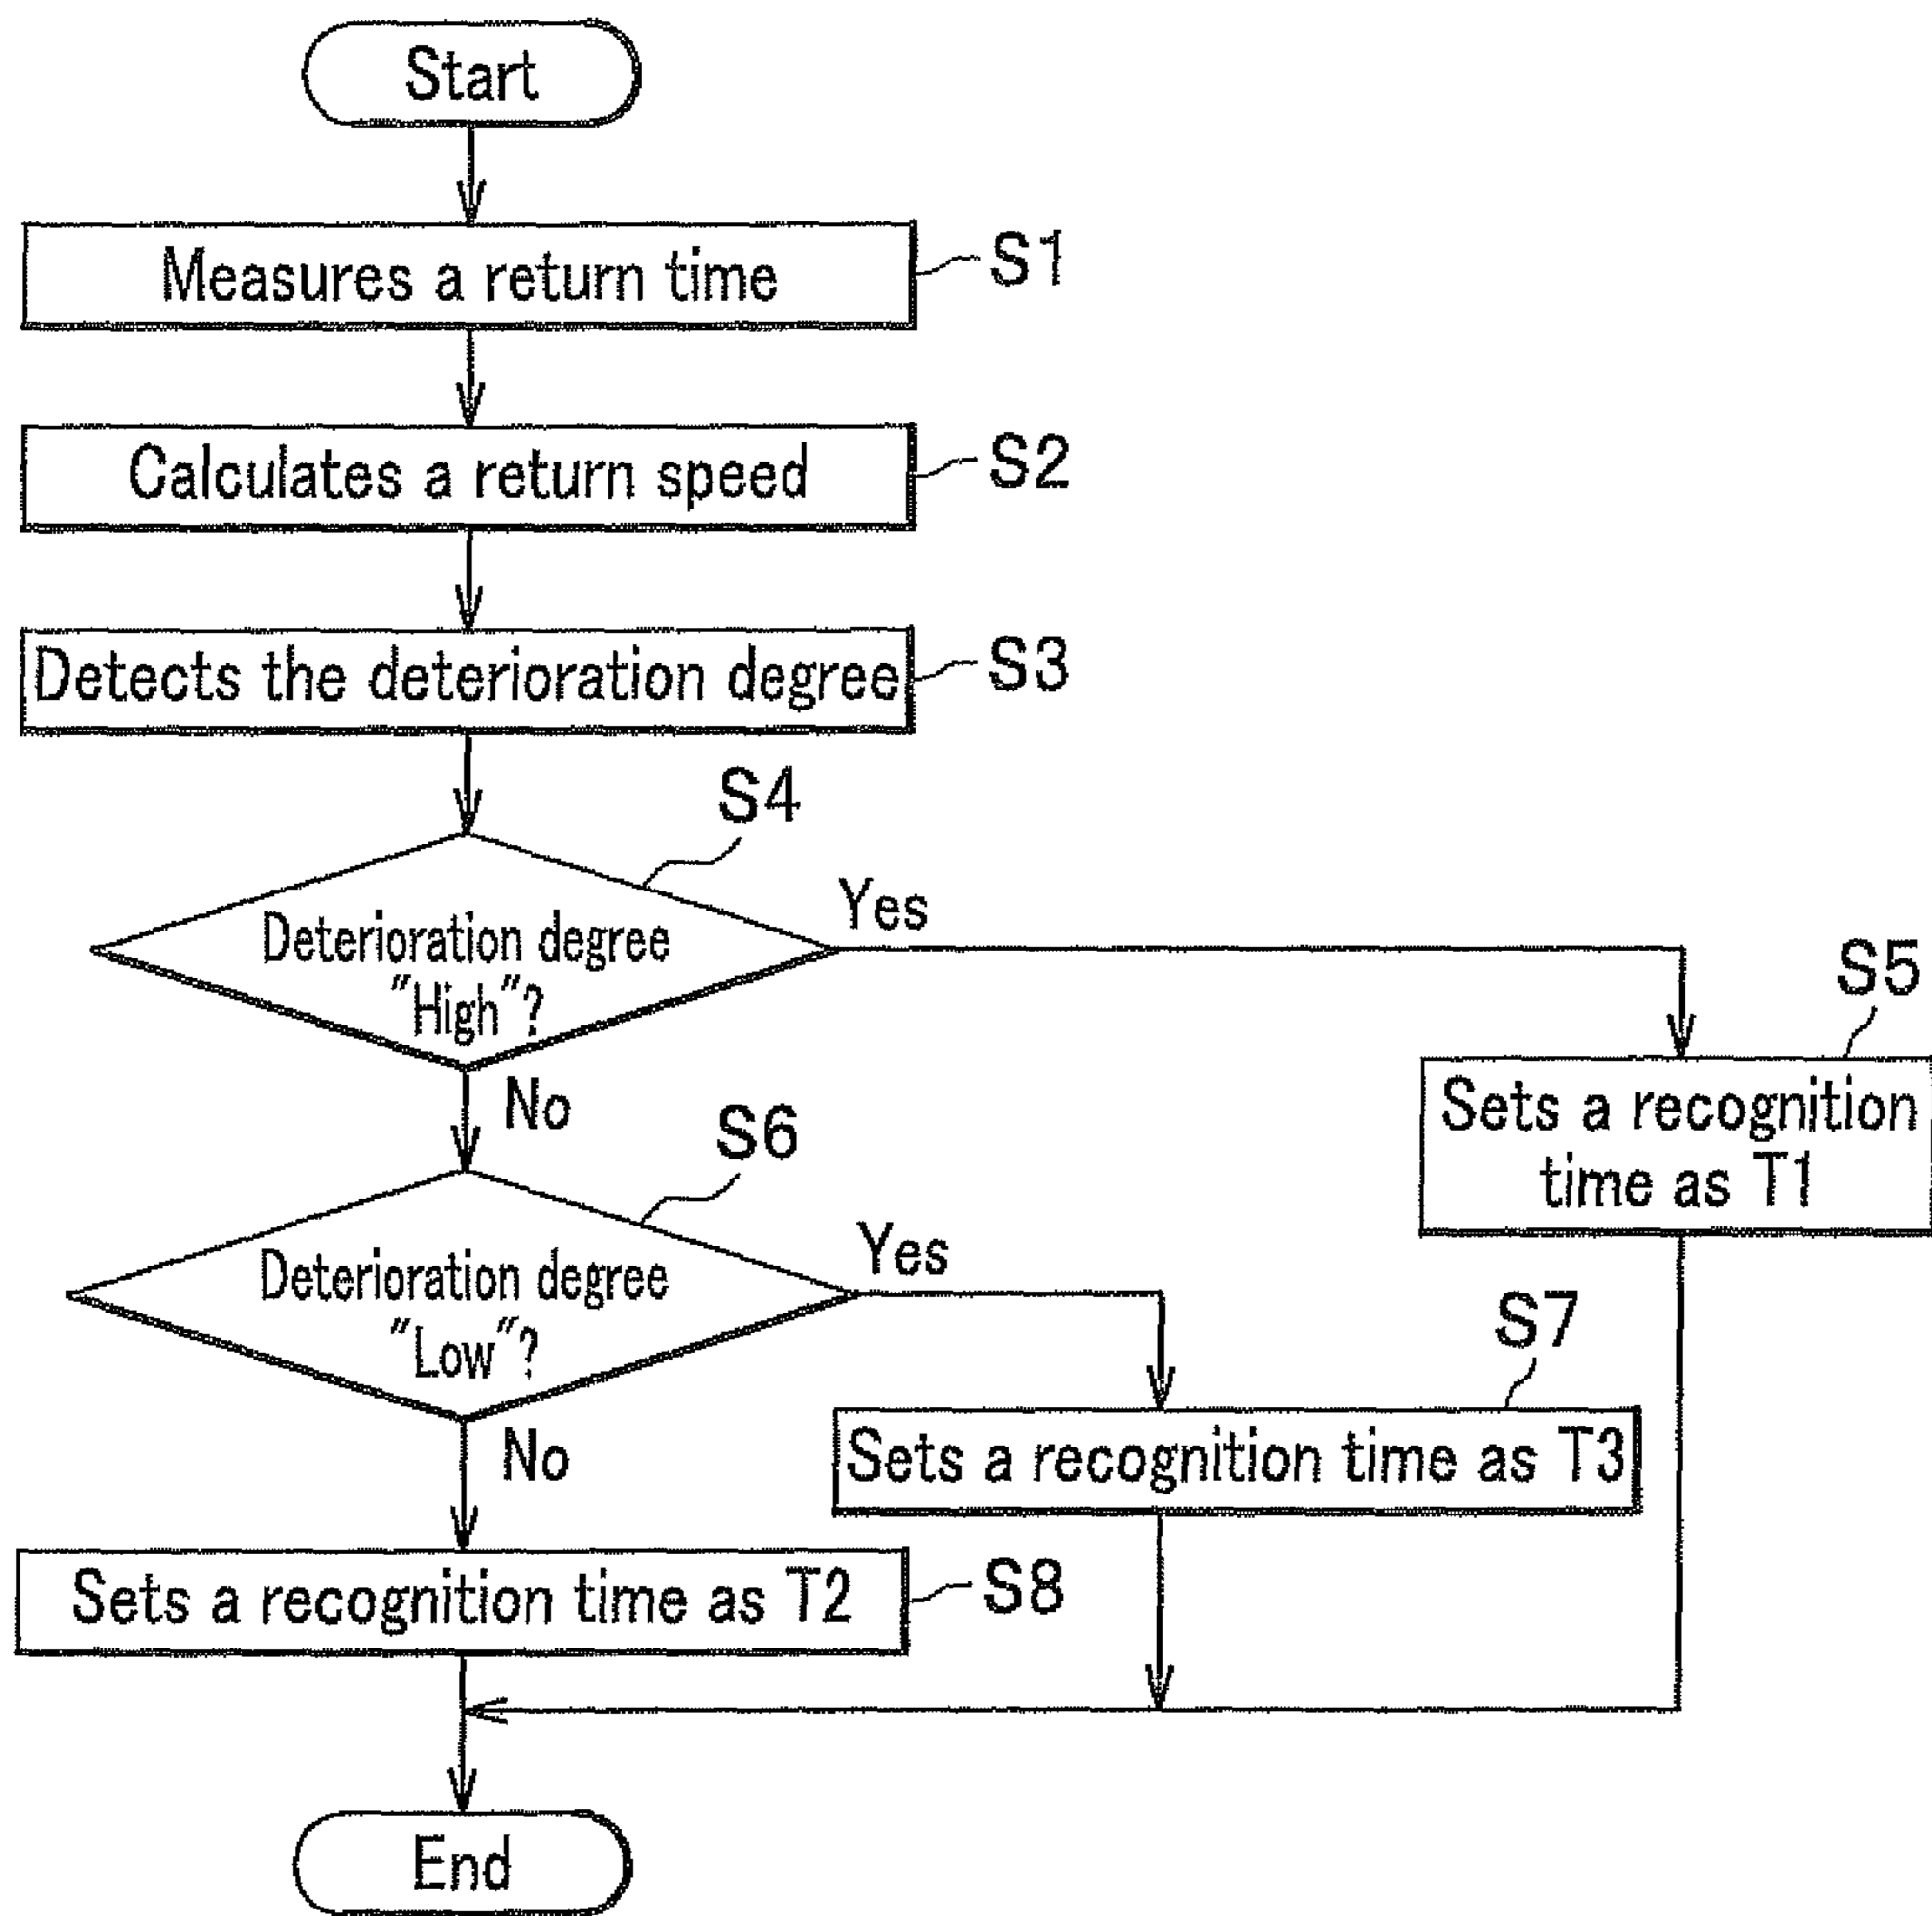 Start
Measures a return time
S1
Calculates a return speed
S2
Detects the deterioration degree
S3
S4
Deterioration degree
"High"?
Yes
No
S5
Sets a recognition
time as T1
S6
Deterioration degree
"Low"?
Yes
No
S7
Sets a recognition time as T3
Sets a recognition time as T2
S8
End